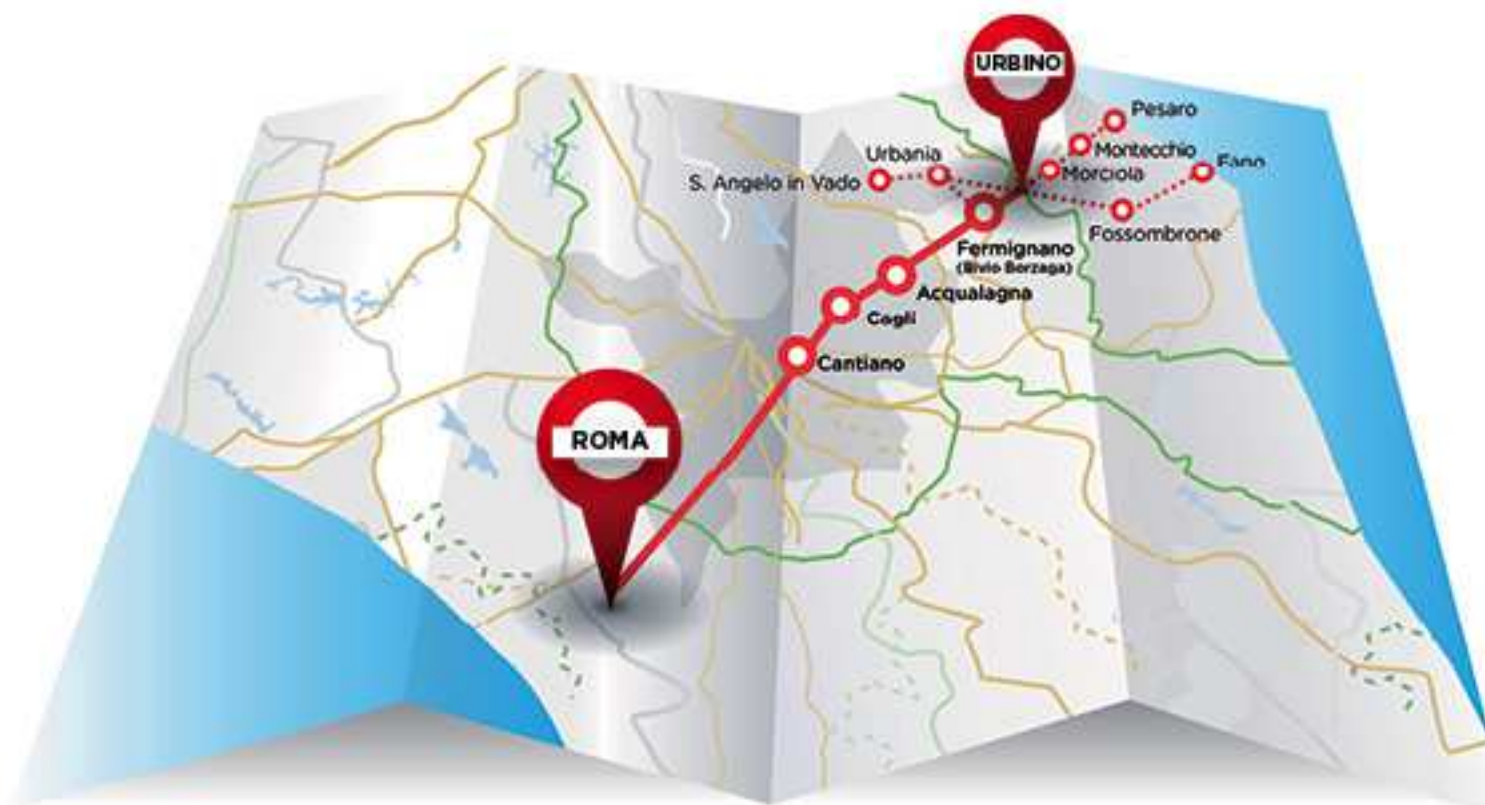 URBINO
Pesaro
Montecchio
Morciola
Fano
Urbania
S. Angelo in Vado
Fossombrone
Fermignano
(Bivio Borzaga)
Acqualagna
Cagli
Cantiano
ROMA